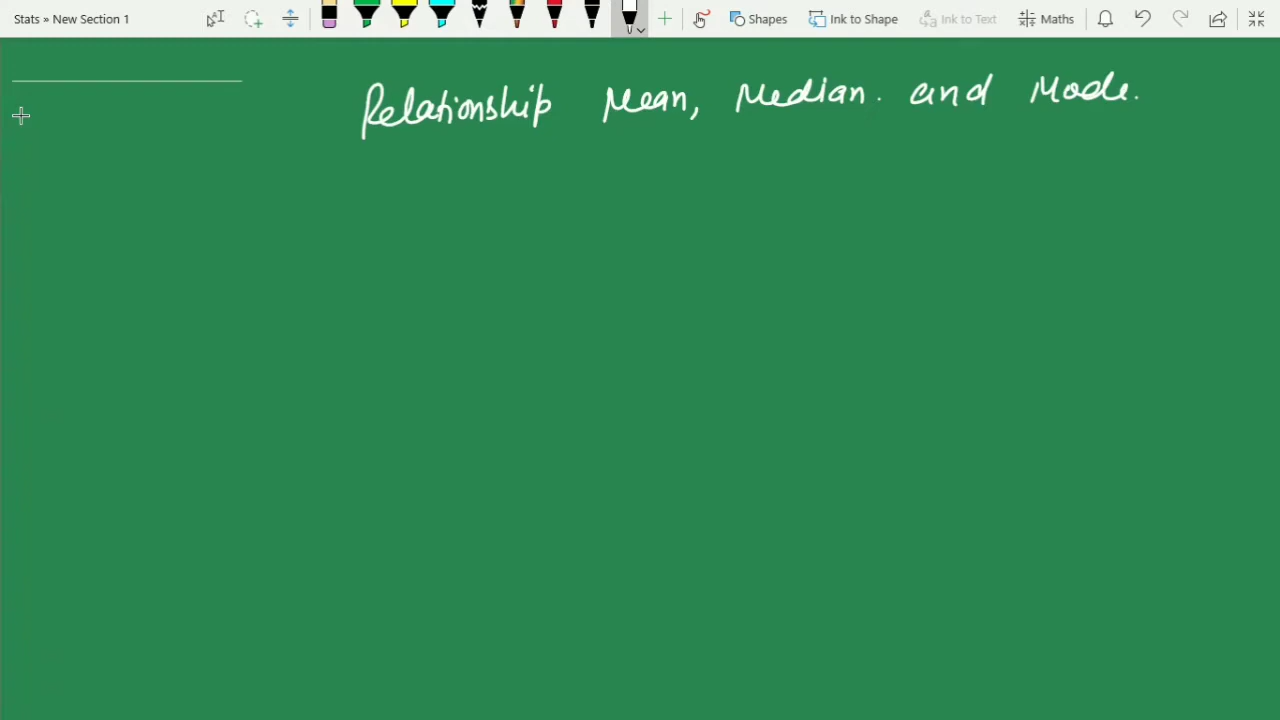 Stats » New Section 1
Shapes
Ink to Shape
Ink to Text
Maths
Relationship Mean, Median. and Mode.